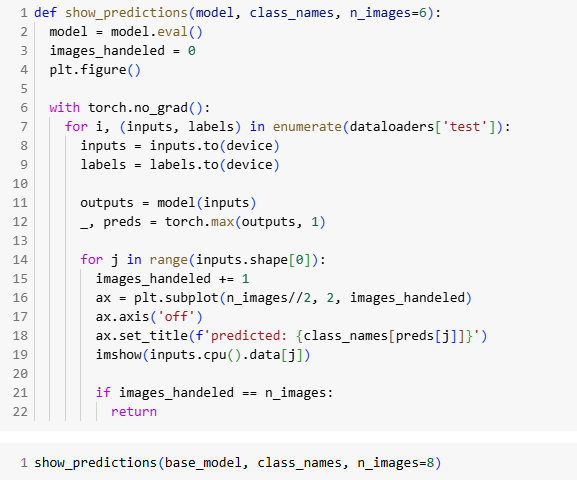 1 def show_predictions(model, class_names, n_images=6):
2   model = model.eval()
3   images_handeled = 0
4   plt.figure()
5
6   with torch.no_grad():
7     for i, (inputs, labels) in enumerate(dataloaders['test']):
8       inputs = inputs.to(device)
9       labels = labels.to(device)
10
11       outputs = model(inputs)
12       _, preds = torch.max(outputs, 1)
13
14       for j in range(inputs.shape[0]):
15         images_handeled += 1
16         ax = plt.subplot(n_images//2, 2, images_handeled)
17         ax.axis('off')
18         ax.set_title(f'predicted: {class_names[preds[j]]}')
19         imshow(inputs.cpu().data[j])
20
21         if images_handeled == n_images:
22           return
1 show_predictions(base_model, class_names, n_images=8)